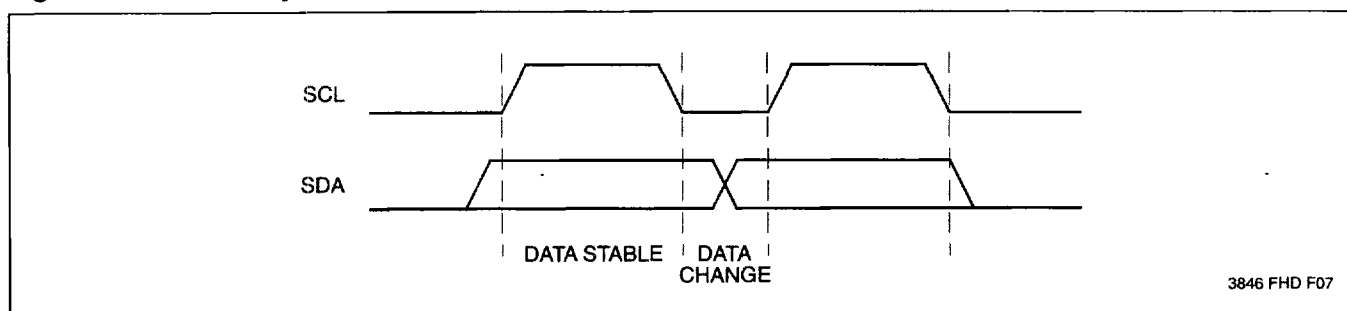 SCL
SDA
DATA STABLE
DATA
CHANGE
3846 FHD F07